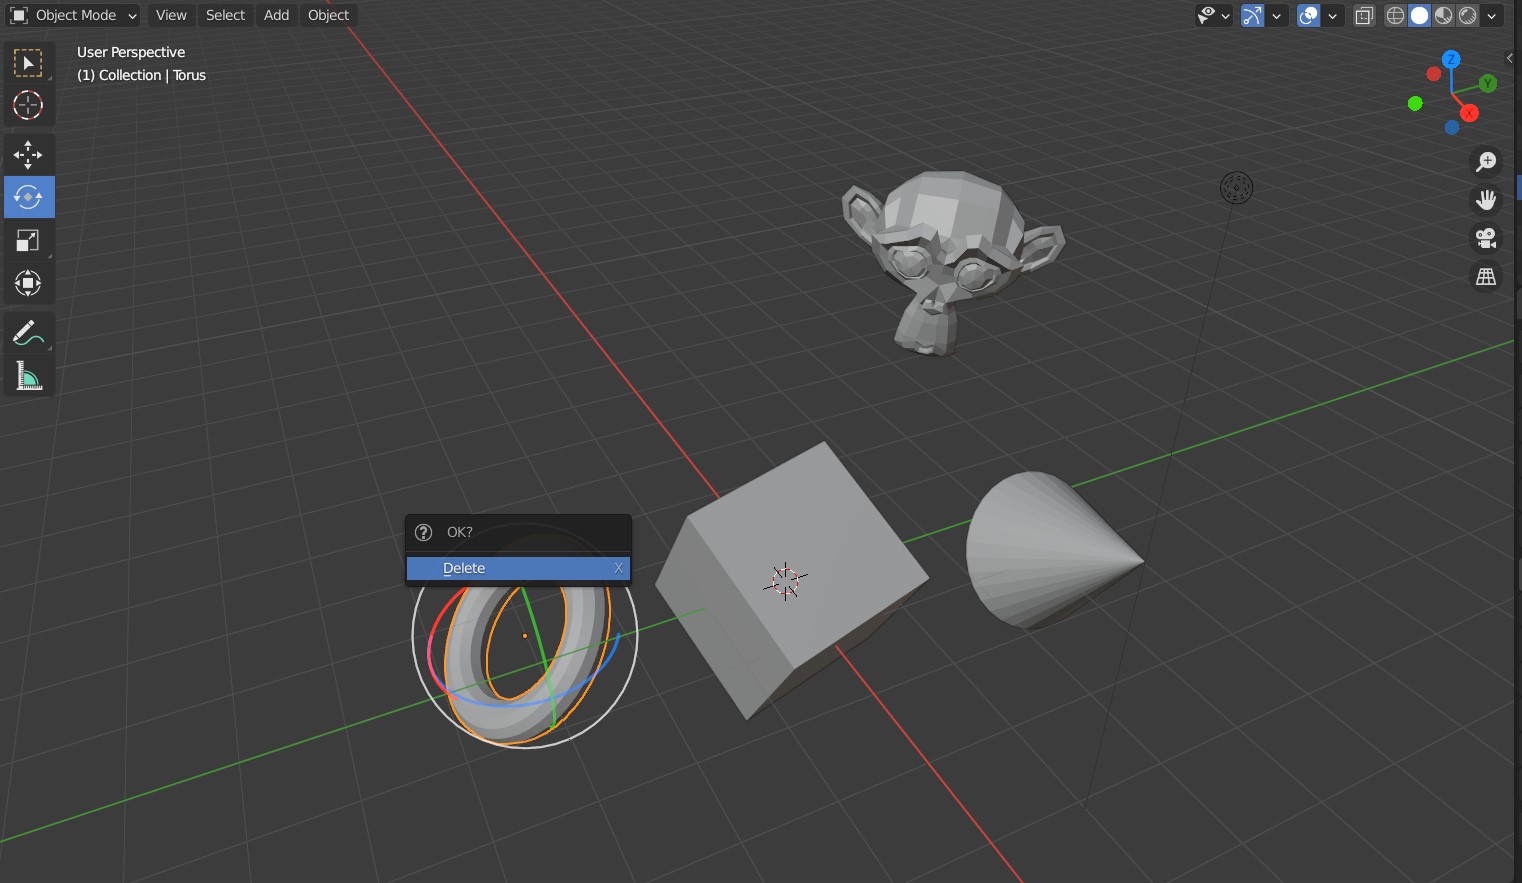 Object Mode View Select Add Object
User Perspective
(1) Collection | Torus
Z
Y
X
OK?
Delete X